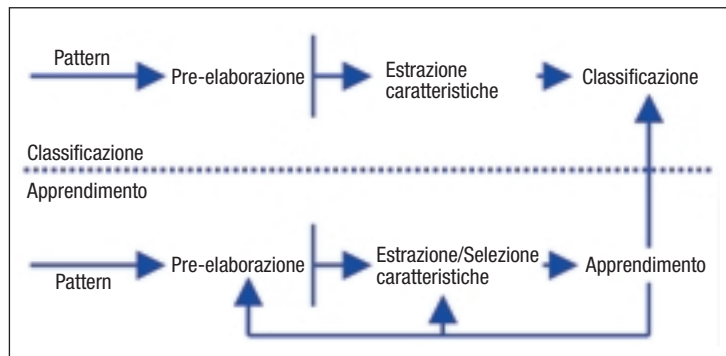 Pattern
Pre-elaborazione
Estrazione
caratteristiche
Classificazione
Classificazione
Apprendimento
Pattern
Pre-elaborazione
Estrazione/Selezione
caratteristiche
Apprendimento